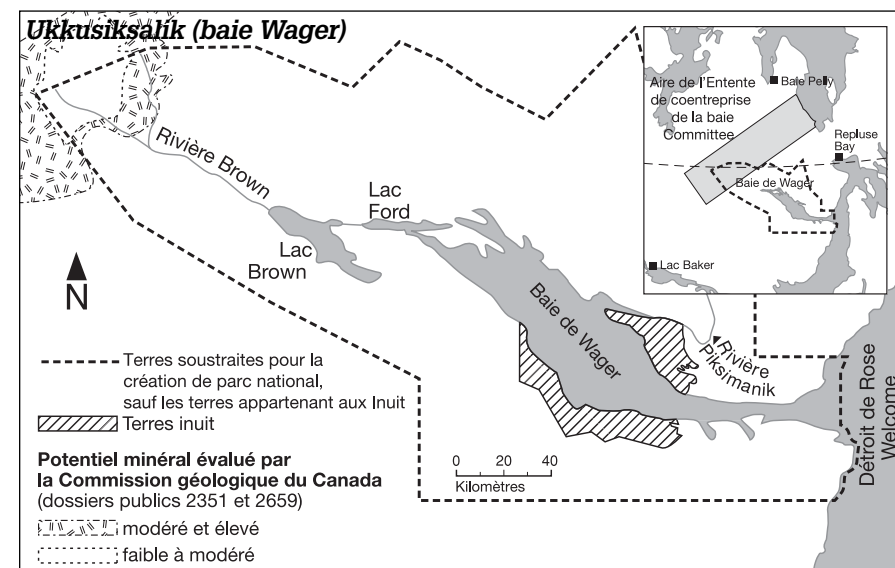 Ukkusiksalik (baie Wager)
Aire de l'Entente
de coentreprise
de la baie
Committee
Baie Pelly
Repluse
Bay
Baie de Wager
Lac Baker
Rivière Brown
Lac
Ford
Lac
Brown
N
Baie de Wager
Rivière
Piksimanik
Détroit de Rose
Welcome
Terres soustraites pour la
création de parc national,
sauf les terres appartenant aux Inuit
Terres inuit
Potentiel minéral évalué par
la Commission géologique du Canada
(dossiers publics 2351 et 2659)
modéré et élevé
faible à modéré
0 20 40
Kilomètres